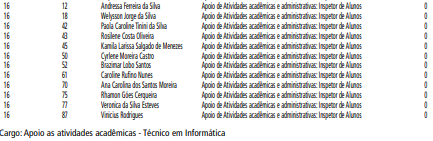 16 12 Andressa Ferreira da Silva Apoio de Atividades acadêmicas e administrativas: Inspetor de Alunos 0
16 18 Welysson Jorge da Silva Apoio de Atividades acadêmicas e administrativas: Inspetor de Alunos 0
16 42 Paola Caroline Tinini da Silva Apoio de Atividades acadêmicas e administrativas: Inspetor de Alunos 0
16 43 Rosilene Costa Oliveira Apoio de Atividades acadêmicas e administrativas: Inspetor de Alunos 0
16 45 Kamila Larissa Salgado de Menezes Apoio de Atividades acadêmicas e administrativas: Inspetor de Alunos 0
16 50 Cyrlene Moreira Castro Apoio de Atividades acadêmicas e administrativas: Inspetor de Alunos 0
16 52 Brazimar Lobo Santos Apoio de Atividades acadêmicas e administrativas: Inspetor de Alunos 0
16 61 Caroline Rufino Nunes Apoio de Atividades acadêmicas e administrativas: Inspetor de Alunos 0
16 70 Ana Carolina dos Santos Moreira Apoio de Atividades acadêmicas e administrativas: Inspetor de Alunos 0
16 75 Rhamon Góes Cerqueira Apoio de Atividades acadêmicas e administrativas: Inspetor de Alunos 0
16 77 Veronica da Silva Esteves Apoio de Atividades acadêmicas e administrativas: Inspetor de Alunos 0
16 87 Vinicius Rodrigues Apoio de Atividades acadêmicas e administrativas: Inspetor de Alunos 0
Cargo: Apoio as atividades acadêmicas - Técnico em Informática